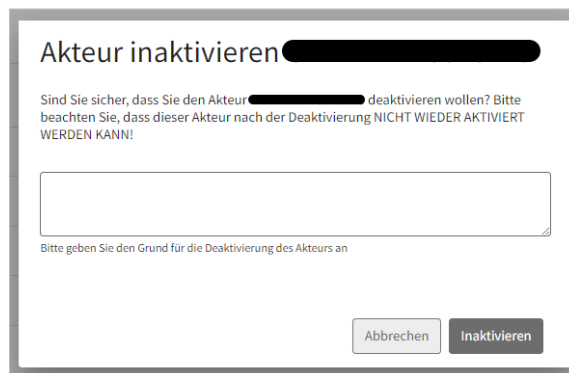 Akteur inaktivieren
Sind Sie sicher, dass Sie den Akteur deaktivieren wollen? Bitte
beachten Sie, dass dieser Akteur nach der Deaktivierung NICHT WIEDER AKTIVIERT
WERDEN KANN!
Bitte geben Sie den Grund für die Deaktivierung des Akteurs an
Abbrechen Inaktivieren